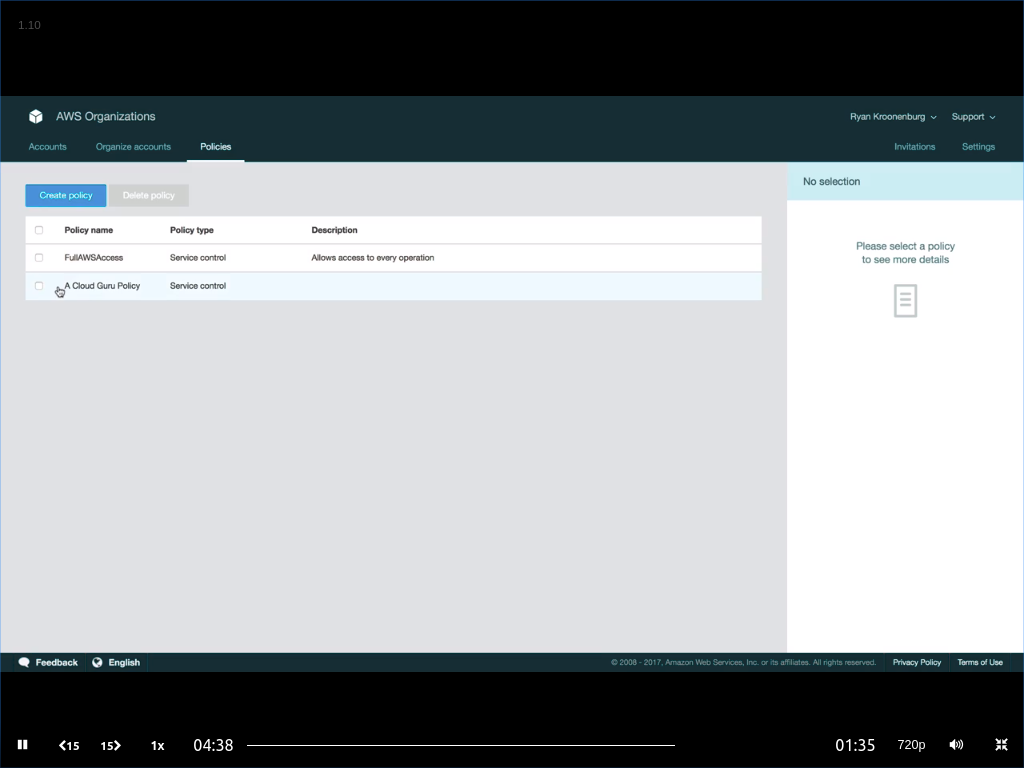 1.10
AWS Organizations
Ryan Kroonenburg
Support
Accounts
Organize accounts
Policies
Invitations
Settings
Create policy
Delete policy
No selection
Policy name
Policy type
Description
FullAWSAccess
Service control
Allows access to every operation
A Cloud Guru Policy
Service control
Please select a policy
to see more details
Feedback
English
© 2008 - 2017, Amazon Web Services, Inc. or its affiliates. All rights reserved.
Privacy Policy
Terms of Use
15
15
1x
04:38
01:35
720p